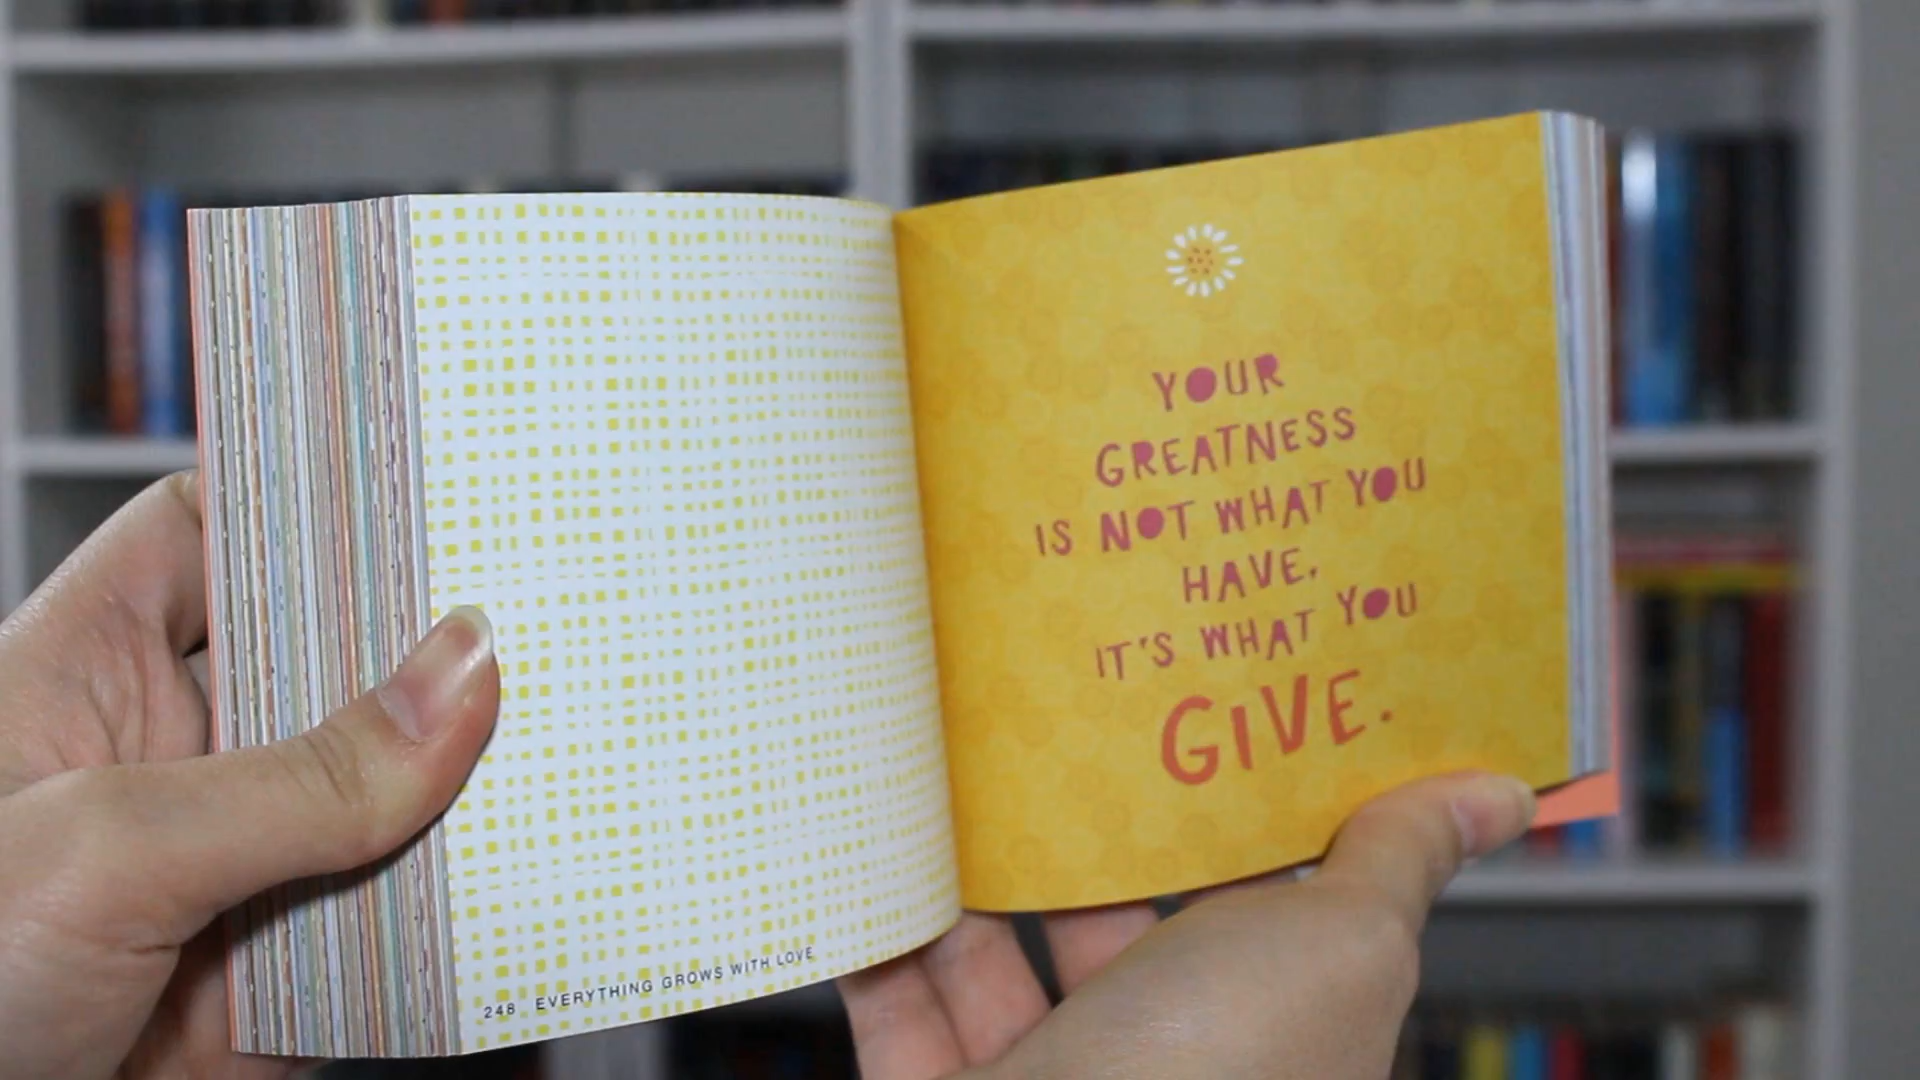 248 EVERYTHING GROWS WITH LOVE
YOUR
GREATNESS
IS NOT WHAT YOU
HAVE,
IT'S WHAT YOU
GIVE.